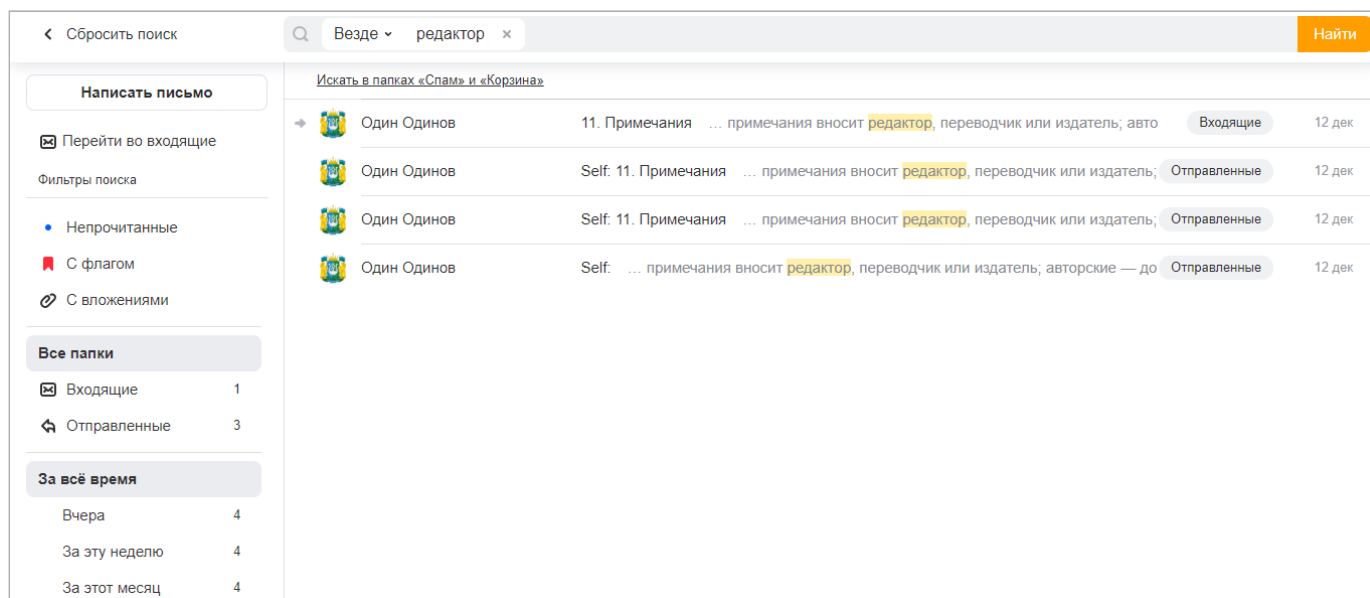 Сбросить поиск
Везде редактор × Найти
Искать в папках «Спам» и «Корзина»
Написать письмо
Перейти во входящие
Фильтры поиска
Непрочитанные
С флагом
С вложениями
Все папки
Входящие 1
Отправленные 3
За всё время
Вчера 4
За эту неделю 4
За этот месяц 4
Один Одинов 11. Примечания ... примечания вносит редактор, переводчик или издатель; авто Входящие 12 дек
Один Одинов Self: 11. Примечания ... примечания вносит редактор, переводчик или издатель; Отправленные 12 дек
Один Одинов Self: 11. Примечания ... примечания вносит редактор, переводчик или издатель; Отправленные 12 дек
Один Одинов Self: ... примечания вносит редактор, переводчик или издатель; авторские — до Отправленные 12 дек